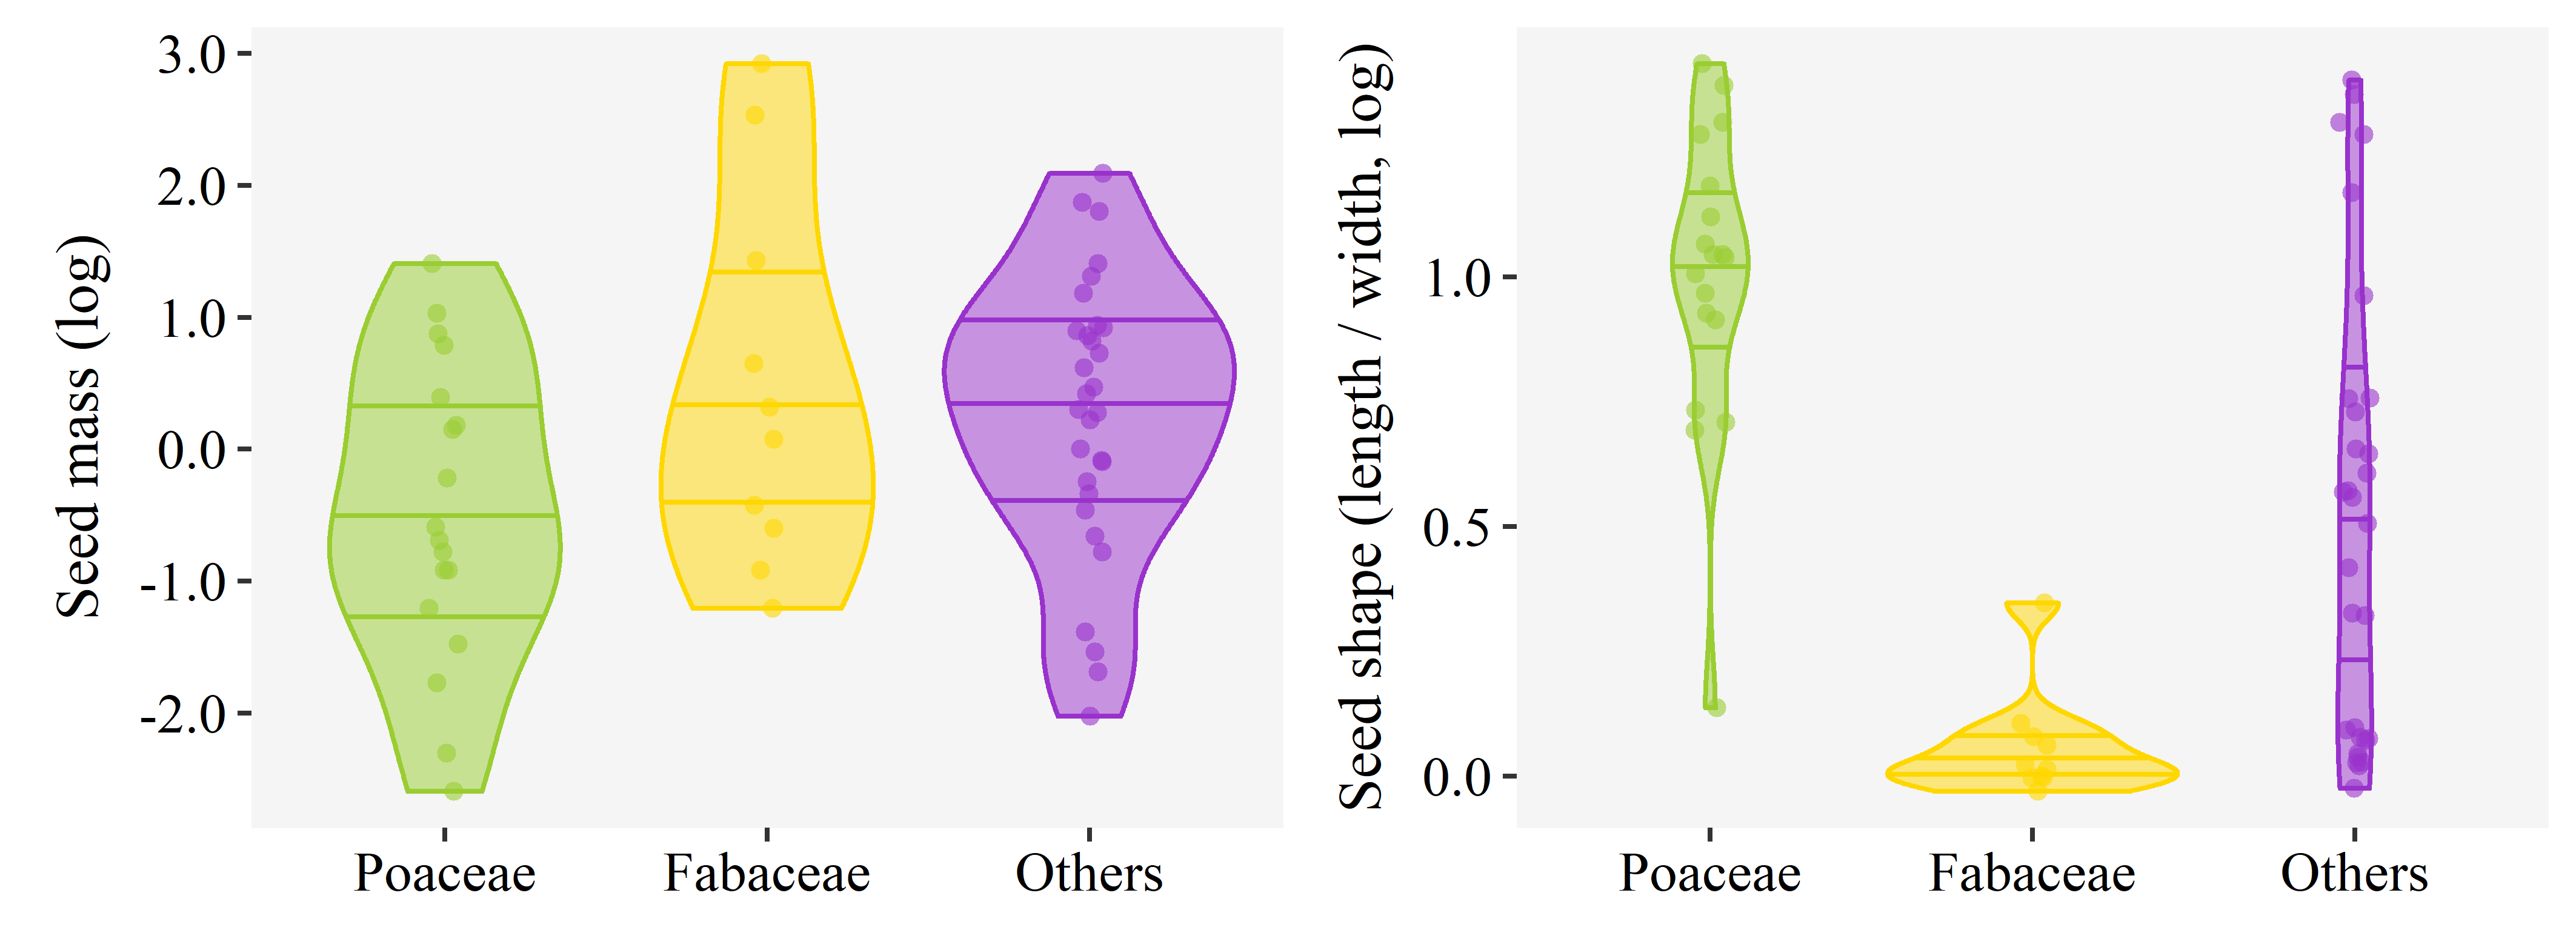 Seed mass (log)
3.0
2.0
1.0
0.0
-1.0
-2.0
Poaceae Fabaceae Others
Seed shape (length / width, log)
1.0
0.5
0.0
Poaceae Fabaceae Others